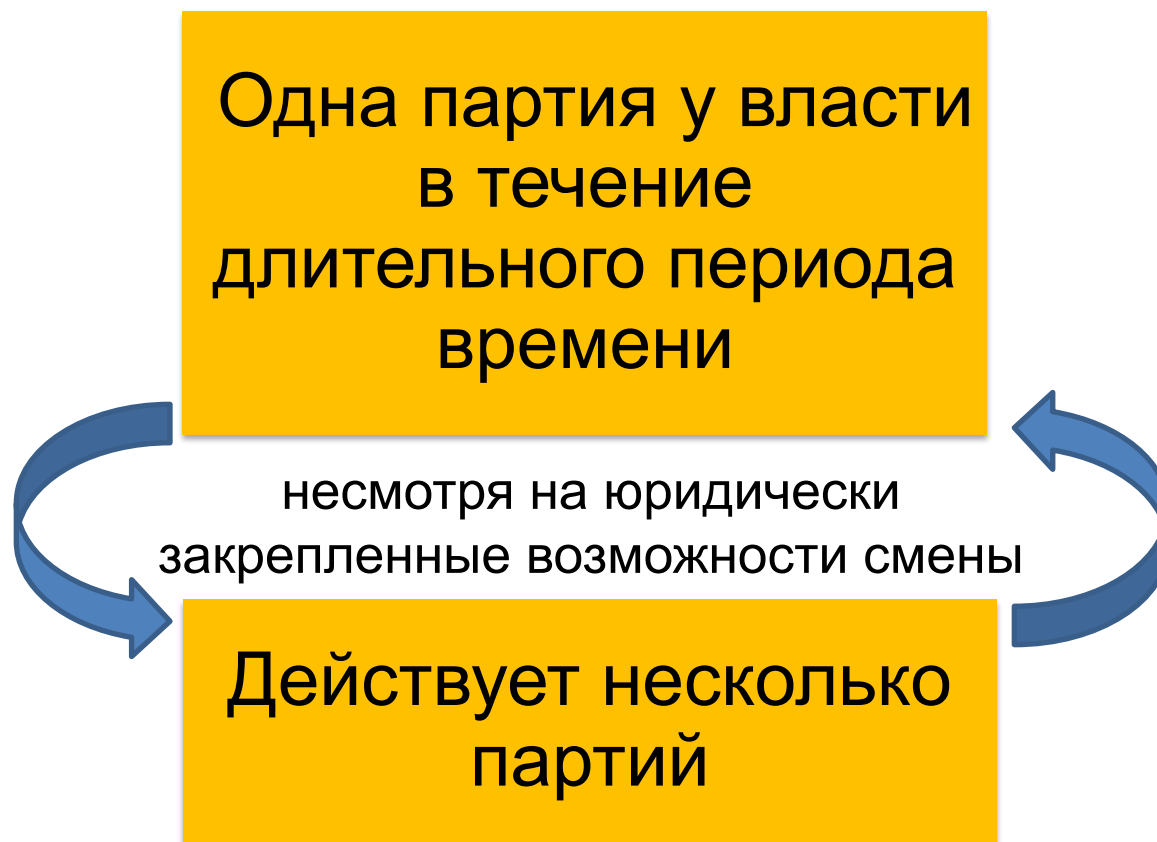 Одна партия у власти
в течение
длительного периода
времени
несмотря на юридически
закрепленные возможности смены
Действует несколько
партий